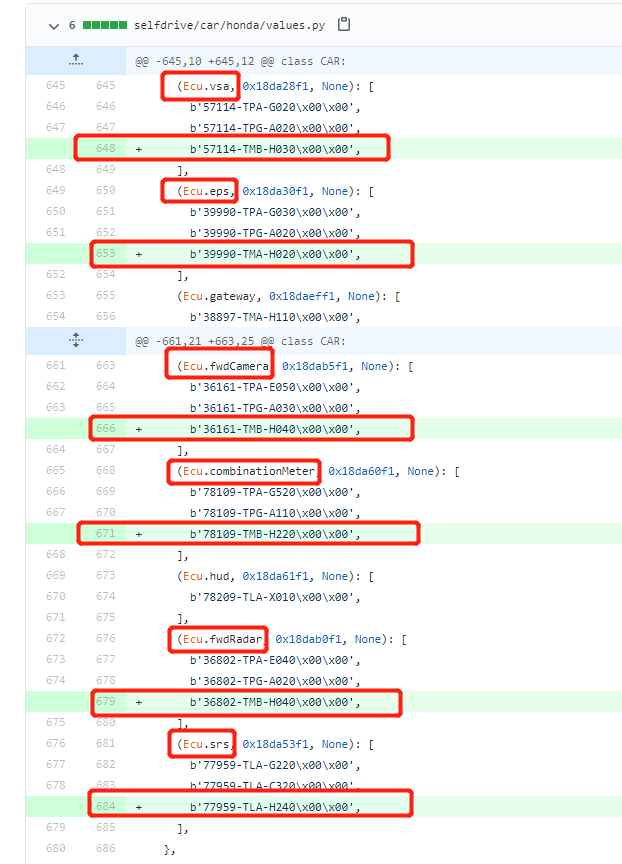 6 selfdrive/car/honda/values.py
@@ -645,10 +645,12 @@ class CAR:
645 645 (Ecu.vsa, 0x18da28f1, None): [
646 646 b'57114-TPA-G020\x00\x00',
647 647 b'57114-TPG-A020\x00\x00',
648 + b'57114-TMB-H030\x00\x00',
648 649 ],
649 650 (Ecu.eps, 0x18da30f1, None): [
650 651 b'39990-TPA-G030\x00\x00',
651 652 b'39990-TPG-A020\x00\x00',
653 + b'39990-TMA-H020\x00\x00',
652 654 ],
653 655 (Ecu.gateway, 0x18daeff1, None): [
654 656 b'38897-TMA-H110\x00\x00',
@@ -661,21 +663,25 @@ class CAR:
661 663 (Ecu.fwdCamera, 0x18dab5f1, None): [
662 664 b'36161-TPA-E050\x00\x00',
663 665 b'36161-TPG-A030\x00\x00',
666 + b'36161-TMB-H040\x00\x00',
664 667 ],
665 668 (Ecu.combinationMeter, 0x18da60f1, None): [
666 669 b'78109-TPA-G520\x00\x00',
667 670 b'78109-TPG-A110\x00\x00',
671 + b'78109-TMB-H220\x00\x00',
668 672 ],
669 673 (Ecu.hud, 0x18da61f1, None): [
670 674 b'78209-TLA-X010\x00\x00',
671 675 ],
672 676 (Ecu.fwdRadar, 0x18dab0f1, None): [
673 677 b'36802-TPA-E040\x00\x00',
674 678 b'36802-TPG-A020\x00\x00',
679 + b'36802-TMB-H040\x00\x00',
675 680 ],
676 681 (Ecu.srs, 0x18da53f1, None): [
677 682 b'77959-TLA-G220\x00\x00',
678 683 b'77959-TLA-C320\x00\x00',
684 + b'77959-TLA-H240\x00\x00',
679 685 ],
680 686 },